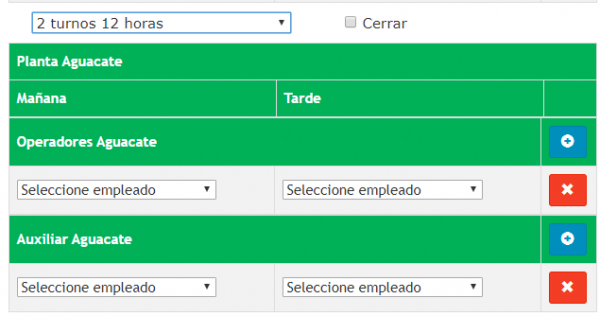 2 turnos 12 horas Cerrar
Planta Aguacate
Mañana Tarde
Operadores Aguacate
Seleccione empleado Seleccione empleado
Auxiliar Aguacate
Seleccione empleado Seleccione empleado